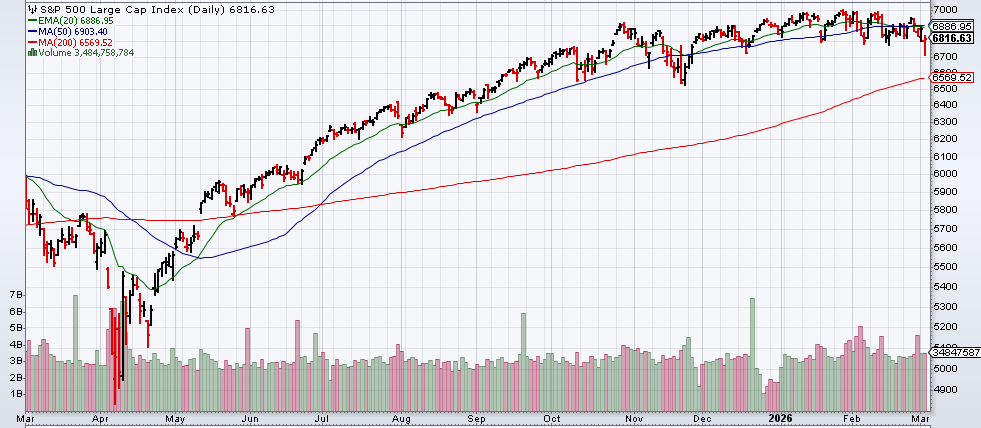 S&P 500 Large Cap Index (Daily) 6816.63
EMA(20) 6886.95
MA(50) 6903.40
MA(200) 6569.52
Volume 3,484,758,784
7000
6886.95
6816.63
6700
6569.52
6500
6400
6300
6200
6100
6000
5900
5800
5700
5600
5500
5400
5300
5200
5100
5000
4900
34847587
7B
6B
5B
4B
3B
2B
1B
Mar Apr May Jun Jul Aug Sep Oct Nov Dec 2026 Feb Mar